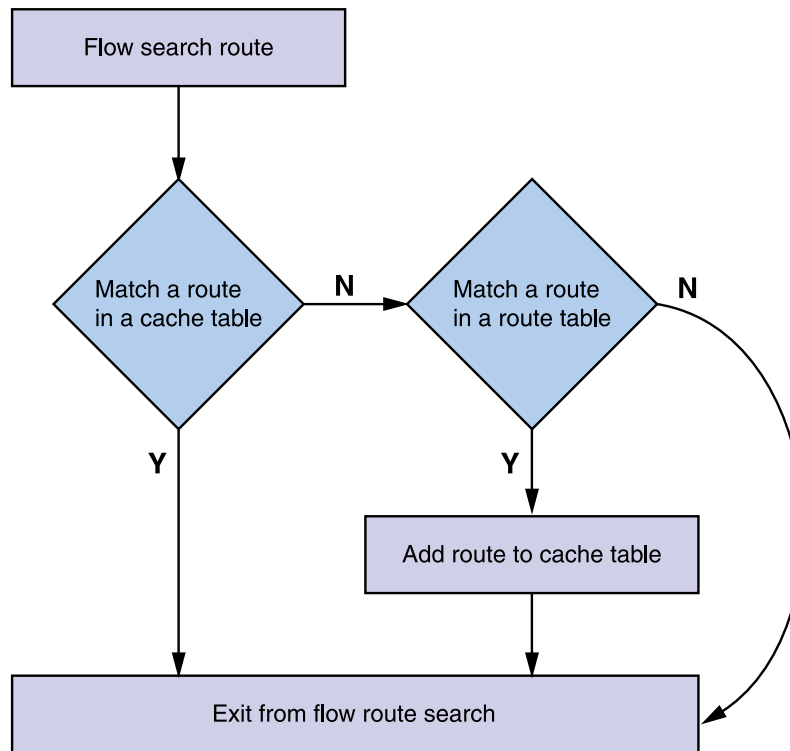 Flow search route
Match a route
in a cache table
N
Match a route
in a route table
N
Y
Y
Add route to cache table
Exit from flow route search